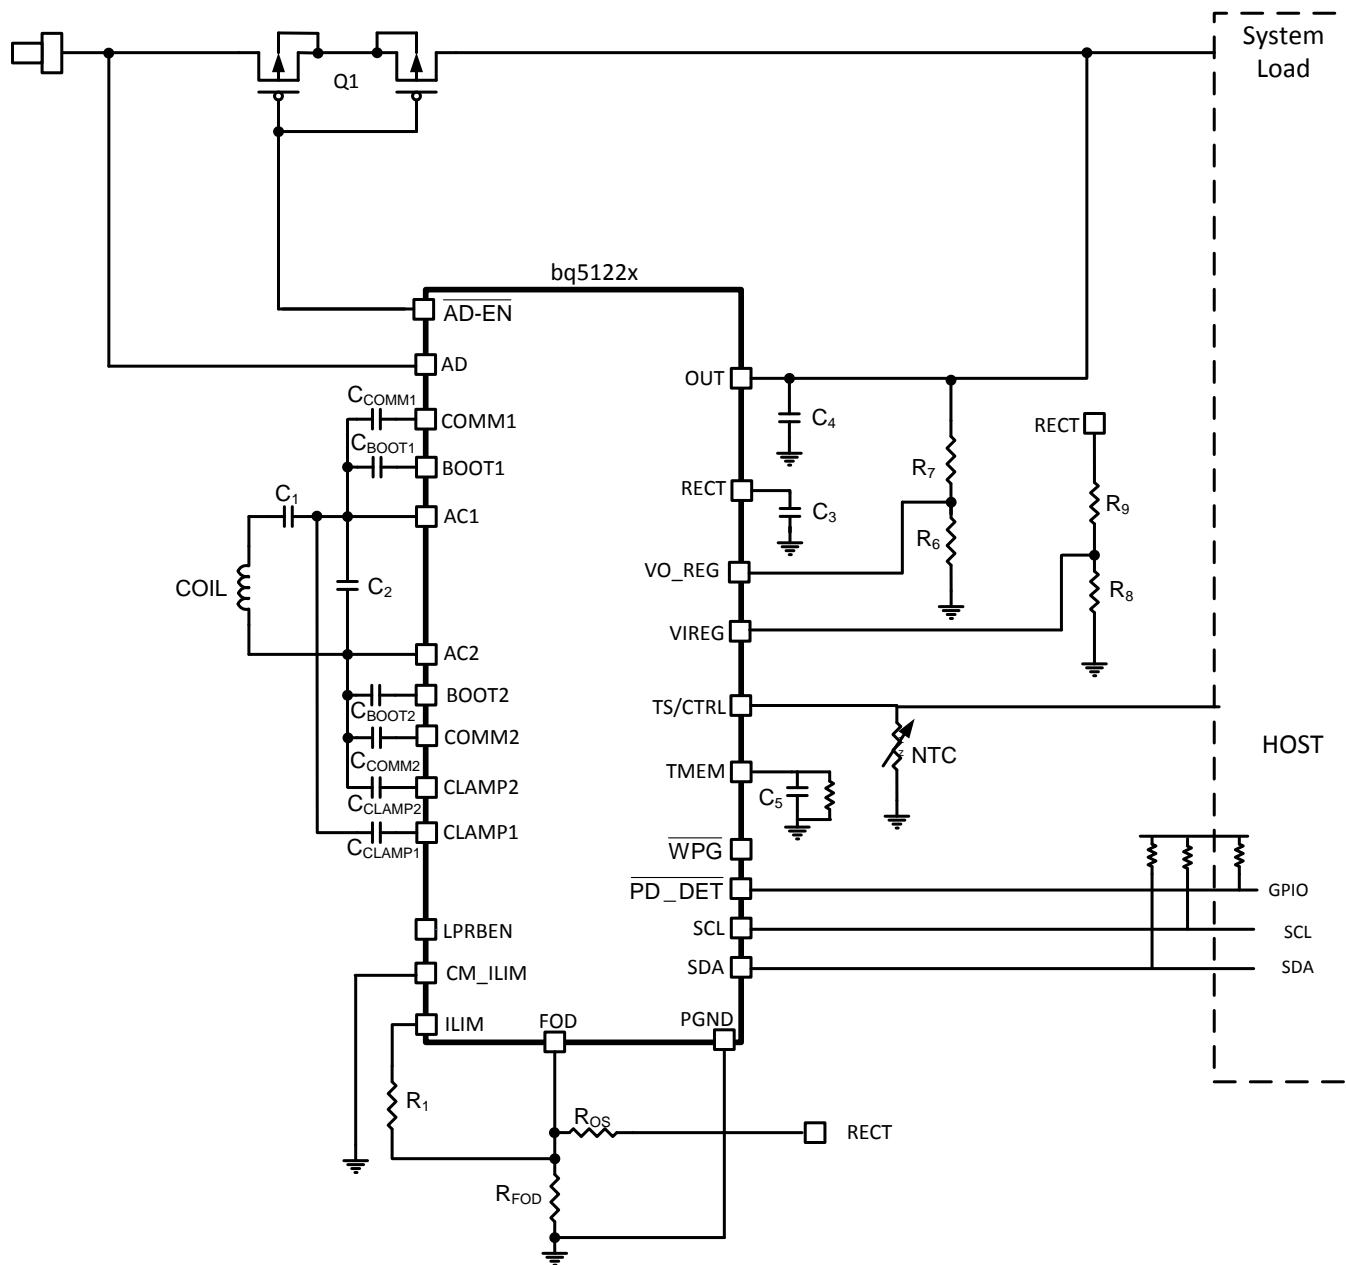 System
Load
Q1
bq5122x
AD-EN
AD
OUT
CCOMM1
COMM1
C4
RECT
CBOOT1
BOOT1
R7
RECT
C1
AC1
C3
R9
R6
VO_REG
COIL
C2
R8
VIREG
AC2
BOOT2
TS/CTRL
CBOOT2
COMM2
NTC
HOST
CCOMM2
TMEM
CLAMP2
C5
CCLAMP2
CLAMP1
CCLAMP1
WPG
PD_DET
GPIO
LPRBEN
SCL
SCL
CM_ILIM
SDA
SDA
ILIM
FOD
PGND
R1
ROS
RECT
RFOD